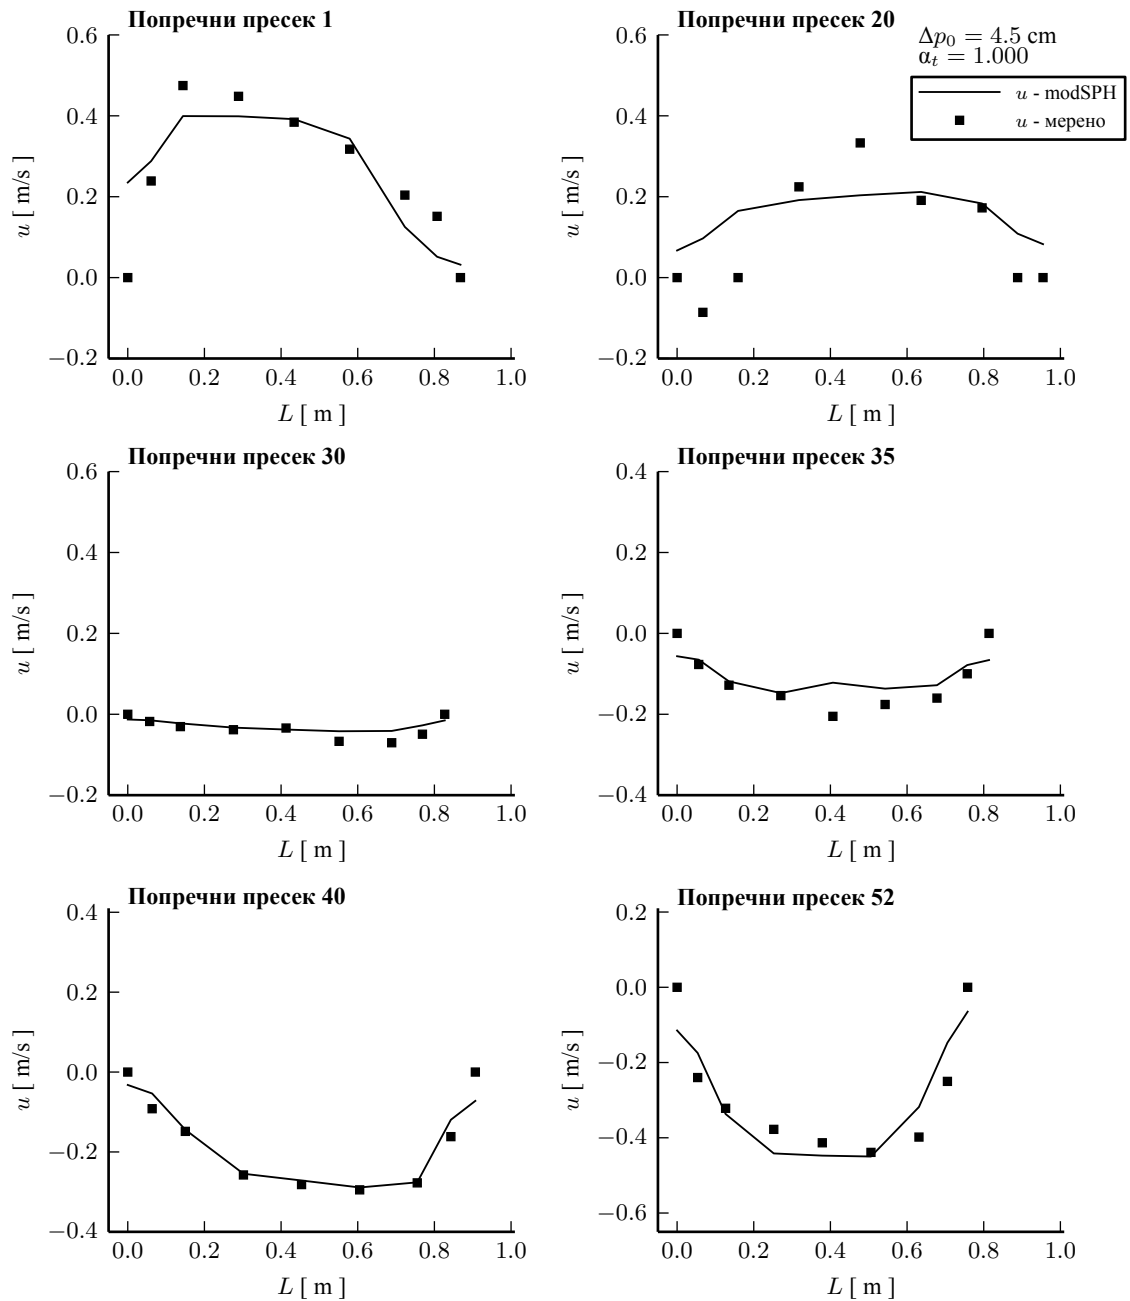 Попречни пресек 1
0.6
0.4
0.2
0.0
−0.2
u [ m/s ]
0.0 0.2 0.4 0.6 0.8 1.0
L [ m ]
Попречни пресек 20
Δp₀ = 4.5 cm
α_t = 1.000
u - modSPH
u - мерено
0.6
0.4
0.2
0.0
−0.2
u [ m/s ]
0.0 0.2 0.4 0.6 0.8 1.0
L [ m ]
Попречни пресек 30
0.6
0.4
0.2
0.0
−0.2
u [ m/s ]
0.0 0.2 0.4 0.6 0.8 1.0
L [ m ]
Попречни пресек 35
0.4
0.2
0.0
−0.2
−0.4
u [ m/s ]
0.0 0.2 0.4 0.6 0.8 1.0
L [ m ]
Попречни пресек 40
0.4
0.2
0.0
−0.2
−0.4
u [ m/s ]
0.0 0.2 0.4 0.6 0.8 1.0
L [ m ]
Попречни пресек 52
0.2
0.0
−0.2
−0.4
−0.6
u [ m/s ]
0.0 0.2 0.4 0.6 0.8 1.0
L [ m ]